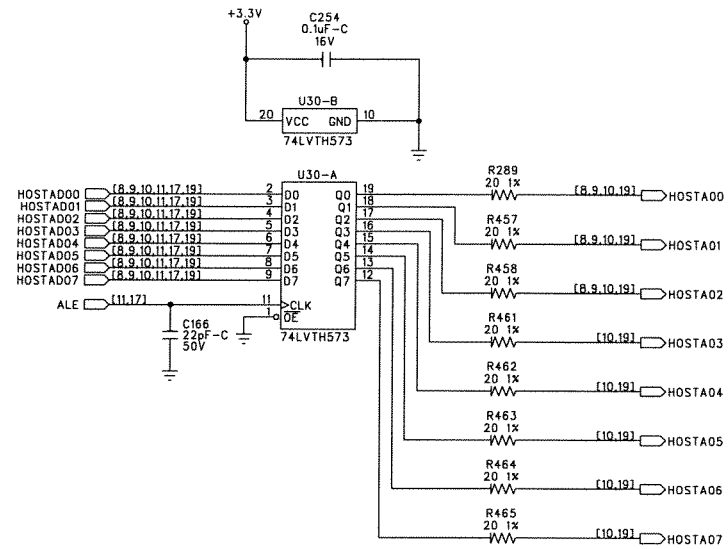 +3.3V
C254
0.1uF-C
16V
U30-B
20 VCC GND 10
74LVTH573
U30-A
HOSTAD00 [8,9,10,11,17,19] 2 D0 Q0 19
HOSTAD01 [8,9,10,11,17,19] 3 D1 Q1 18
HOSTAD02 [8,9,10,11,17,19] 4 D2 Q2 17
HOSTAD03 [8,9,10,11,17,19] 5 D3 Q3 16
HOSTAD04 [8,9,10,11,17,19] 6 D4 Q4 15
HOSTAD05 [8,9,10,11,17,19] 7 D5 Q5 14
HOSTAD06 [8,9,10,11,17,19] 8 D6 Q6 13
HOSTAD07 [8,9,10,11,17,19] 9 D7 Q7 12
ALE [11,17] 11 CLK
1 OE
74LVTH573
C166
22pF-C
50V
R289
20 1%
[8,9,10,19] HOSTA00
R457
20 1%
[8,9,10,19] HOSTA01
R458
20 1%
[8,9,10,19] HOSTA02
R461
20 1%
[10,19] HOSTA03
R462
20 1%
[10,19] HOSTA04
R463
20 1%
[10,19] HOSTA05
R464
20 1%
[10,19] HOSTA06
R465
20 1%
[10,19] HOSTA07